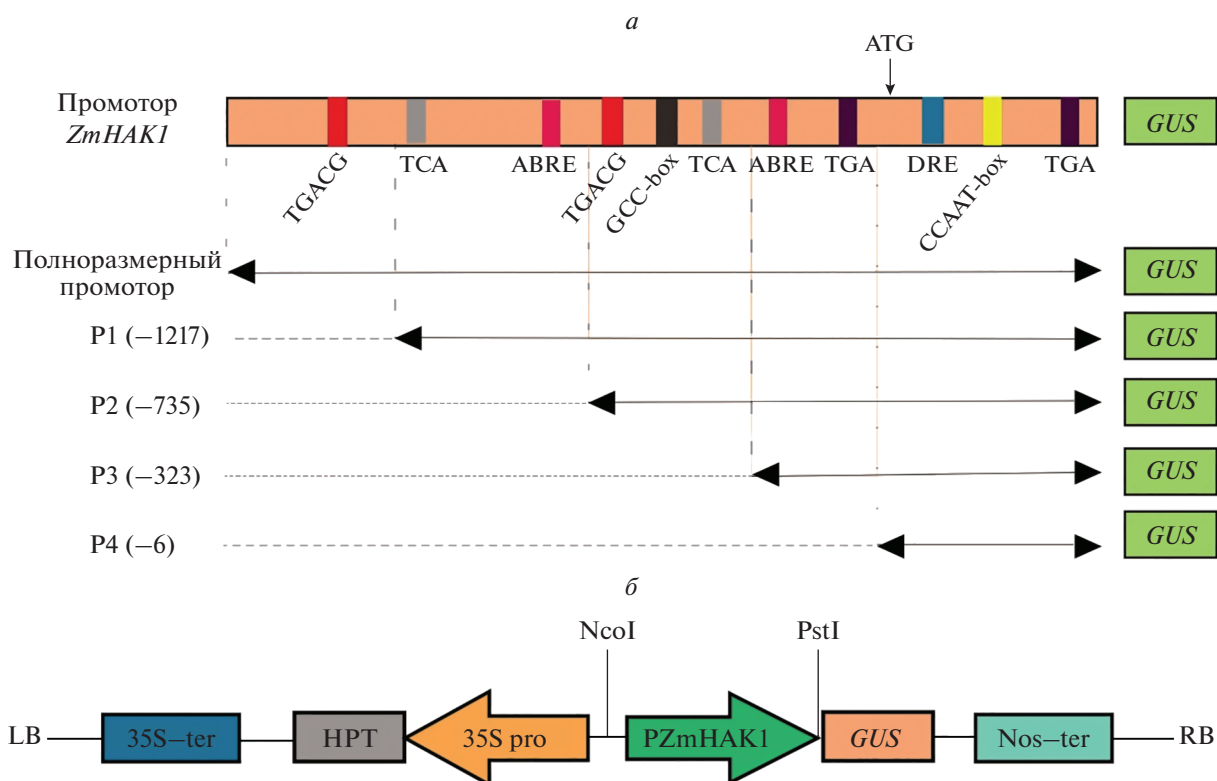 а
ATG
Промотор
ZmHAK1
GUS
TGACG
TCA
ABRE
TGACG
GCC-box
TCA
ABRE
TGA
DRE
CCAAT-box
TGA
Полноразмерный
промотор
GUS
P1 (−1217)
GUS
P2 (−735)
GUS
P3 (−323)
GUS
P4 (−6)
GUS
б
NcoI
PstI
LB
35S−ter
HPT
35S pro
PZmHAK1
GUS
Nos−ter
RB